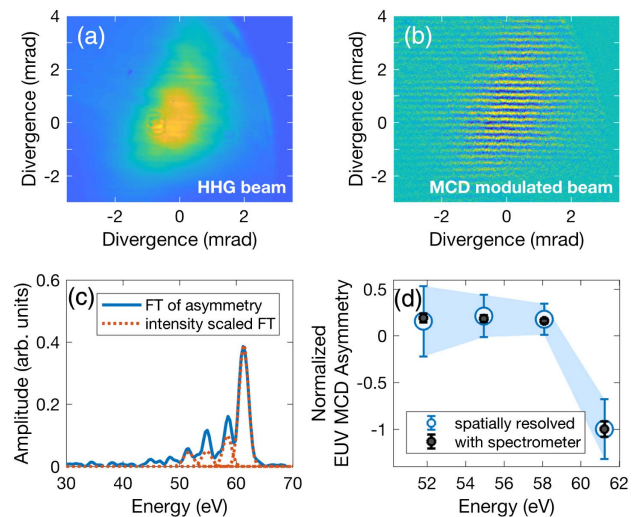 (a)
4
2
0
-2
Divergence (mrad)
-2
0
2
Divergence (mrad)
HHG beam
(b)
4
2
0
-2
Divergence (mrad)
-2
0
2
Divergence (mrad)
MCD modulated beam
(c)
0.6
0.4
0.2
0
Amplitude (arb. units)
FT of asymmetry
intensity scaled FT
30
40
50
60
70
Energy (eV)
(d)
0.5
0
-0.5
-1
Normalized
EUV MCD Asymmetry
spatially resolved
with spectrometer
52
54
56
58
60
62
Energy (eV)